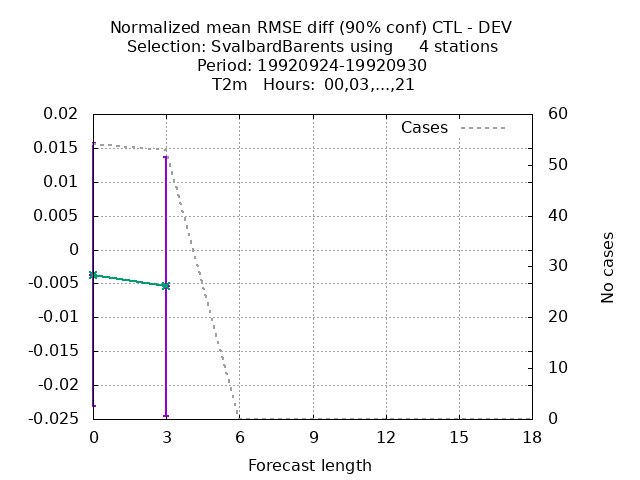 Normalized mean RMSE diff (90% conf) CTL - DEV
Selection: SvalbardBarents using 4 stations
Period: 19920924-19920930
T2m Hours: 00,03,...,21
0.02
0.015
0.01
0.005
0
-0.005
-0.01
-0.015
-0.02
-0.025
Cases
60
50
40
30
20
10
0
No cases
0 3 6 9 12 15 18
Forecast length